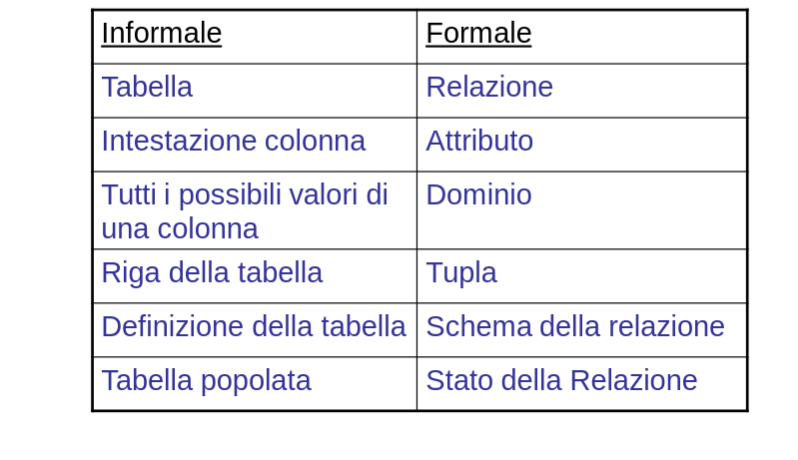 Informale
Formale
Tabella
Relazione
Intestazione colonna
Attributo
Tutti i possibili valori di
una colonna
Dominio
Riga della tabella
Tupla
Definizione della tabella
Schema della relazione
Tabella popolata
Stato della Relazione